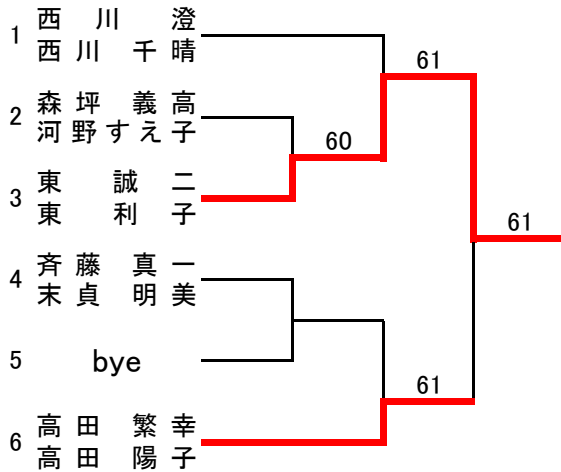 1 西川 澄
西川千晴
61
2 森坪義高
河野すえ子
60
3 東 誠二
東 利子
61
4 斉藤真一
末貞明美
5 bye
61
6 高田繁幸
高田陽子